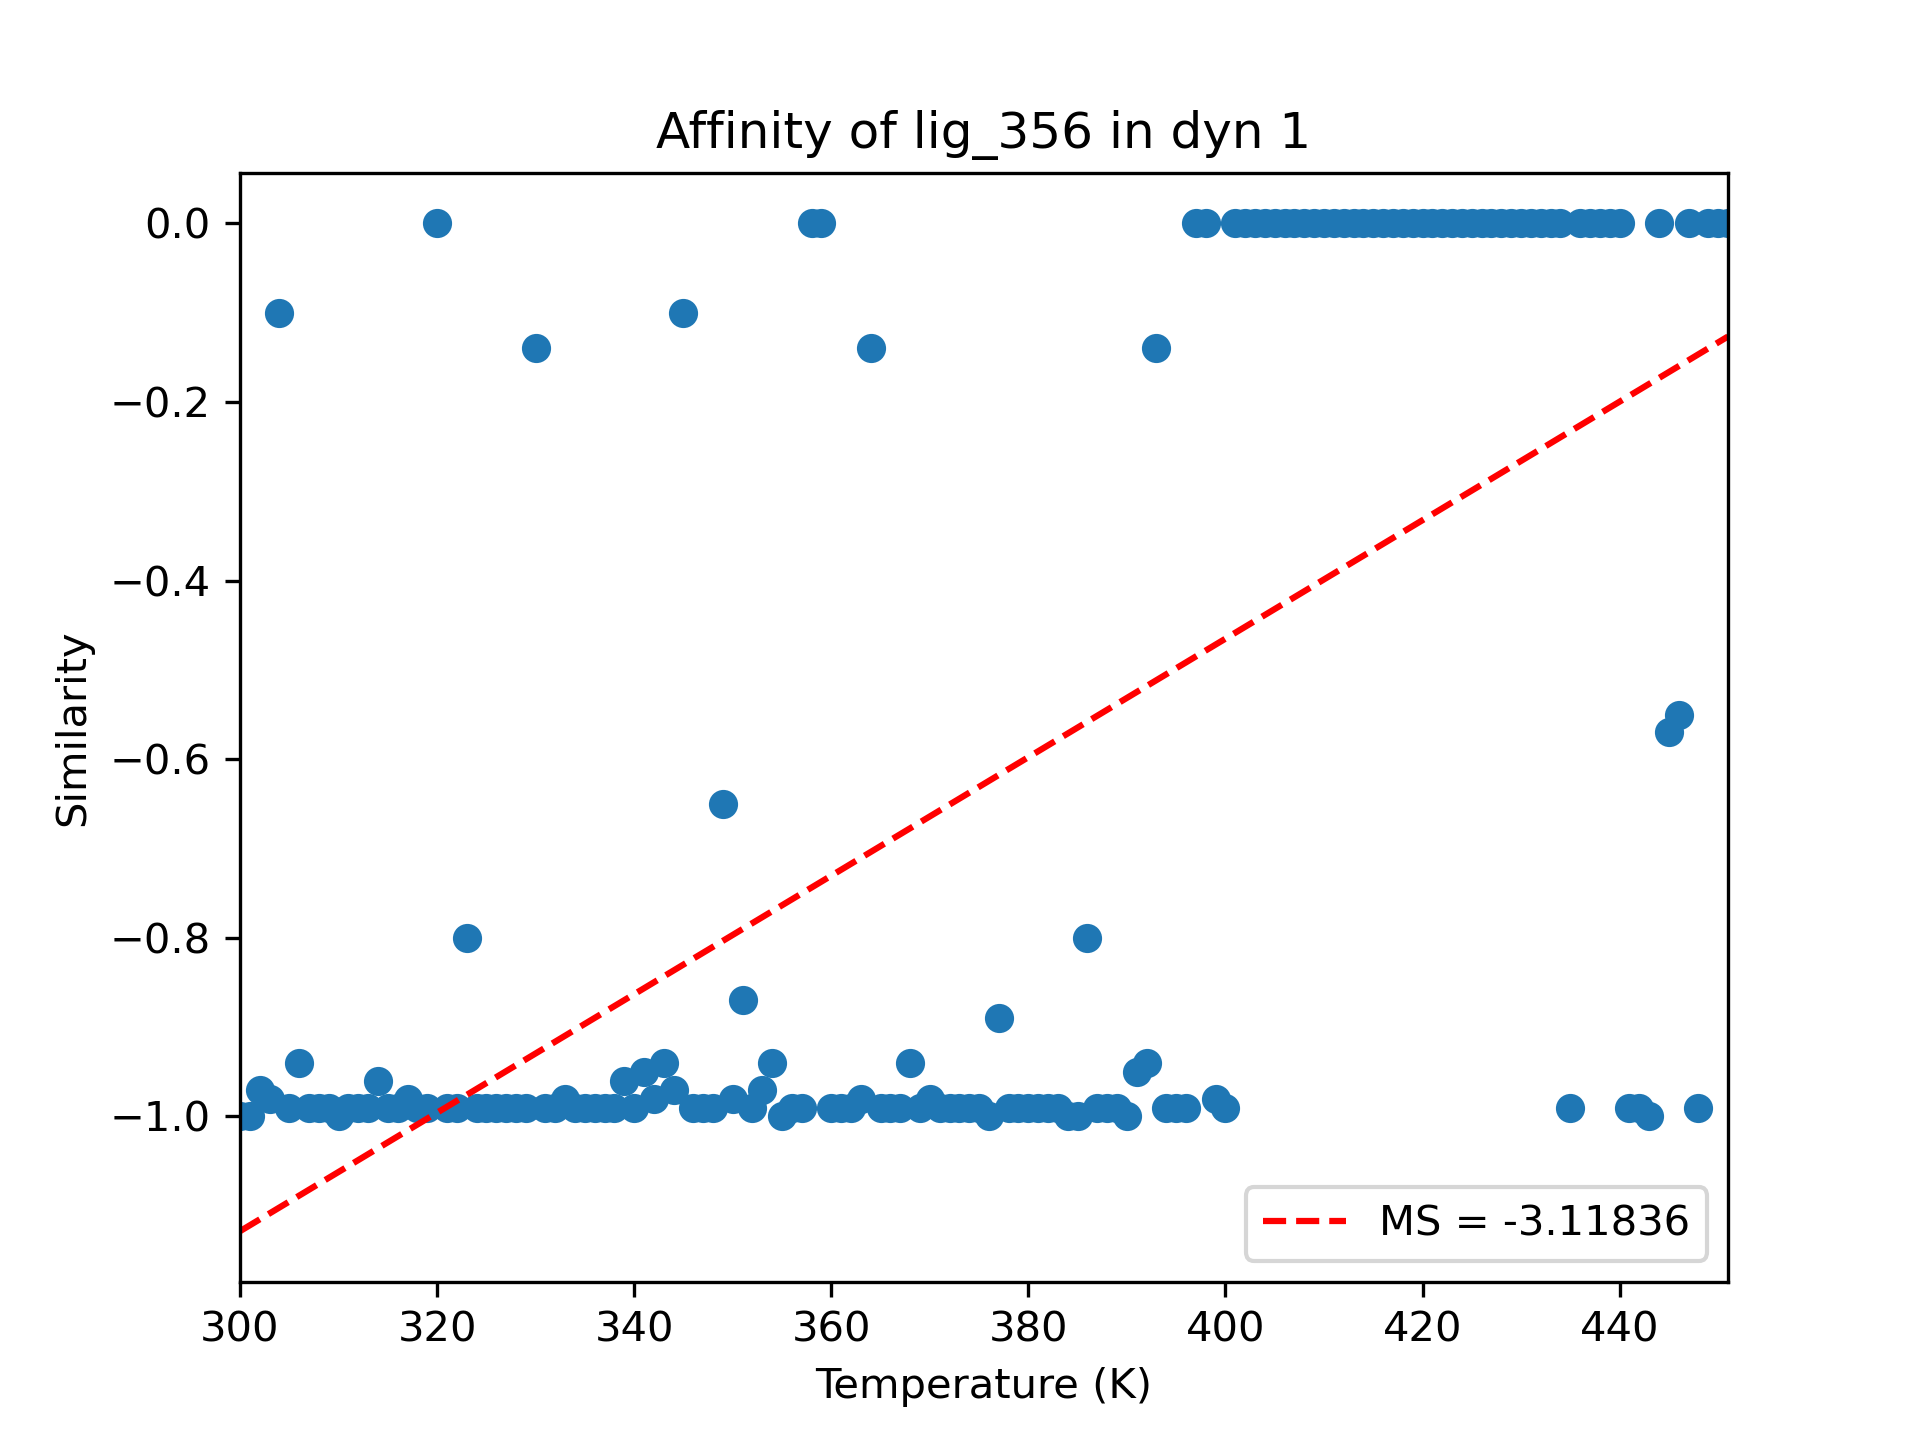 Affinity of lig_356 in dyn 1
0.0
−0.2
−0.4
−0.6
−0.8
−1.0
Similarity
MS = -3.11836
300 320 340 360 380 400 420 440
Temperature (K)